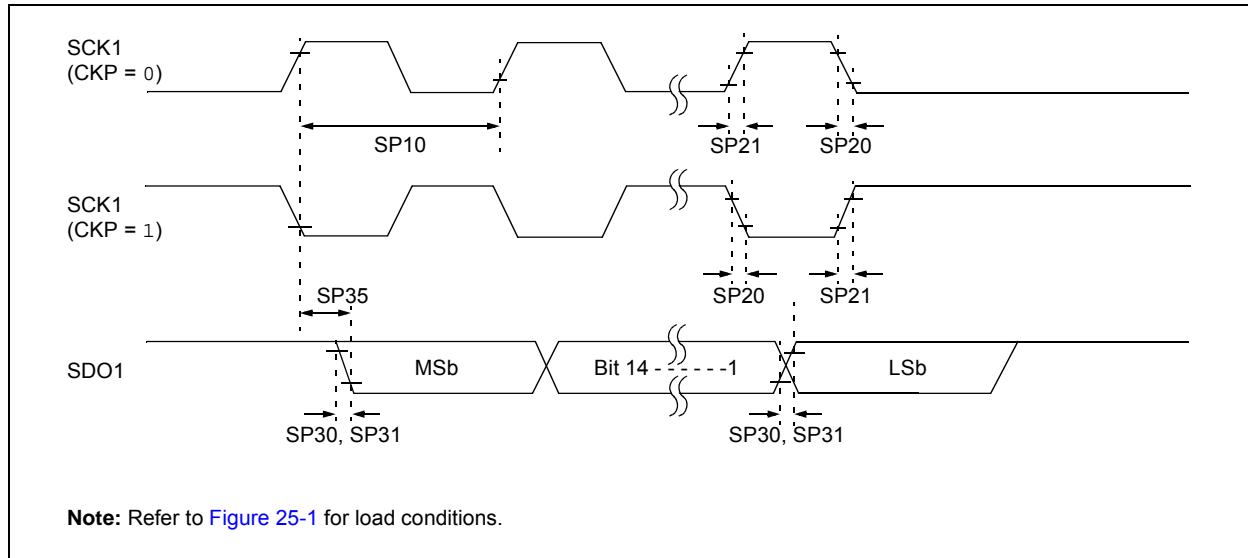 SCK1
(CKP = 0)
SP10
SP21
SP20
SCK1
(CKP = 1)
SP20
SP21
SP35
SDO1
MSb
Bit 14 - - - - - -1
LSb
SP30, SP31
SP30, SP31
Note: Refer to Figure 25-1 for load conditions.